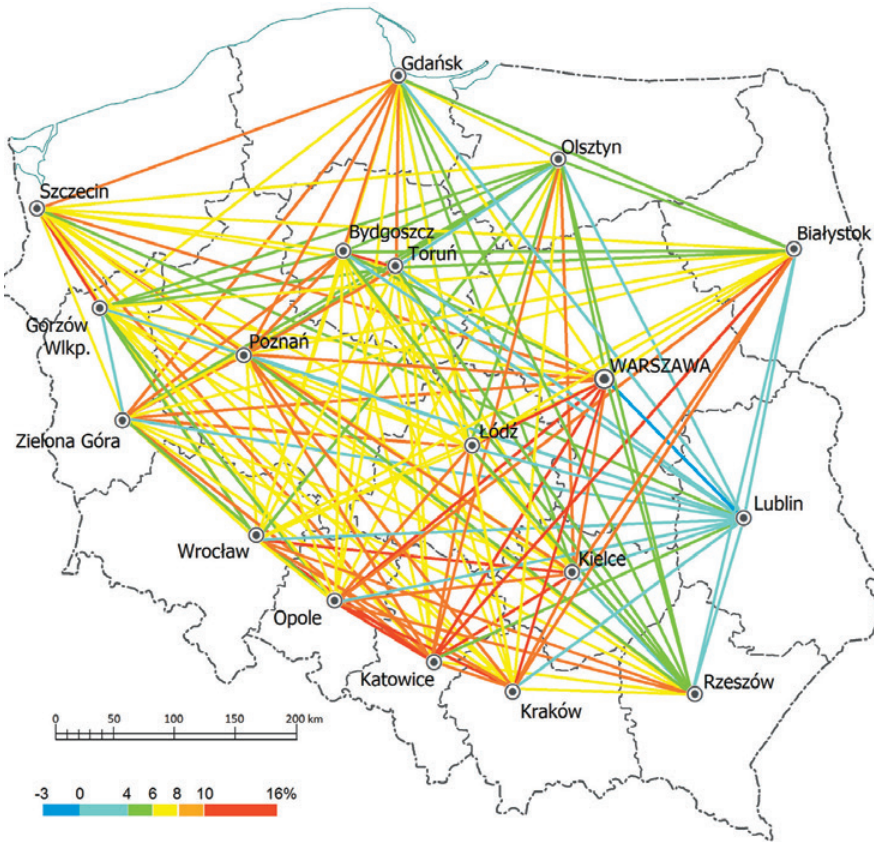 Gdańsk
Olsztyn
Szczecin
Bydgoszcz
Toruń
Białystok
Gorzów
Wlkp.
Poznań
WARSZAWA
Zielona Góra
Łódź
Lublin
Wrocław
Kielce
Opole
Katowice
Rzeszów
Kraków
0 50 100 150 200 km
-3 0 4 6 8 10 16%